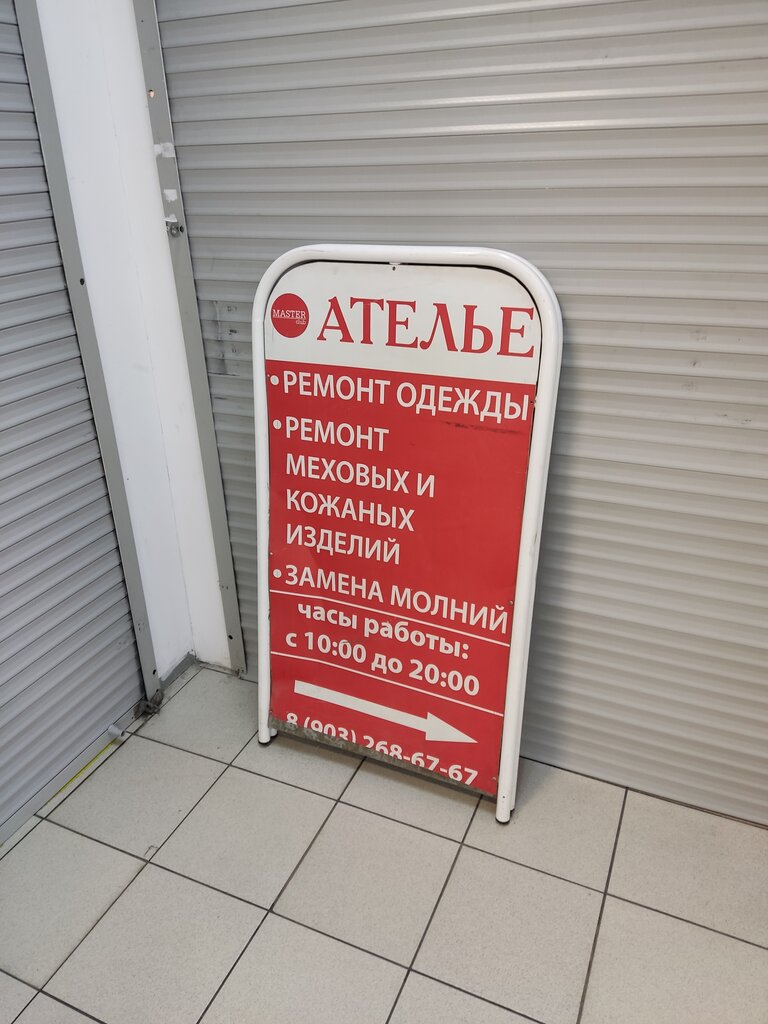 MASTER
club
АТЕЛЬЕ
• РЕМОНТ ОДЕЖДЫ
• РЕМОНТ
МЕХОВЫХ И
КОЖАНЫХ
ИЗДЕЛИЙ
• ЗАМЕНА МОЛНИЙ
часы работы:
с 10:00 до 20:00
8 (903) 268-67-67